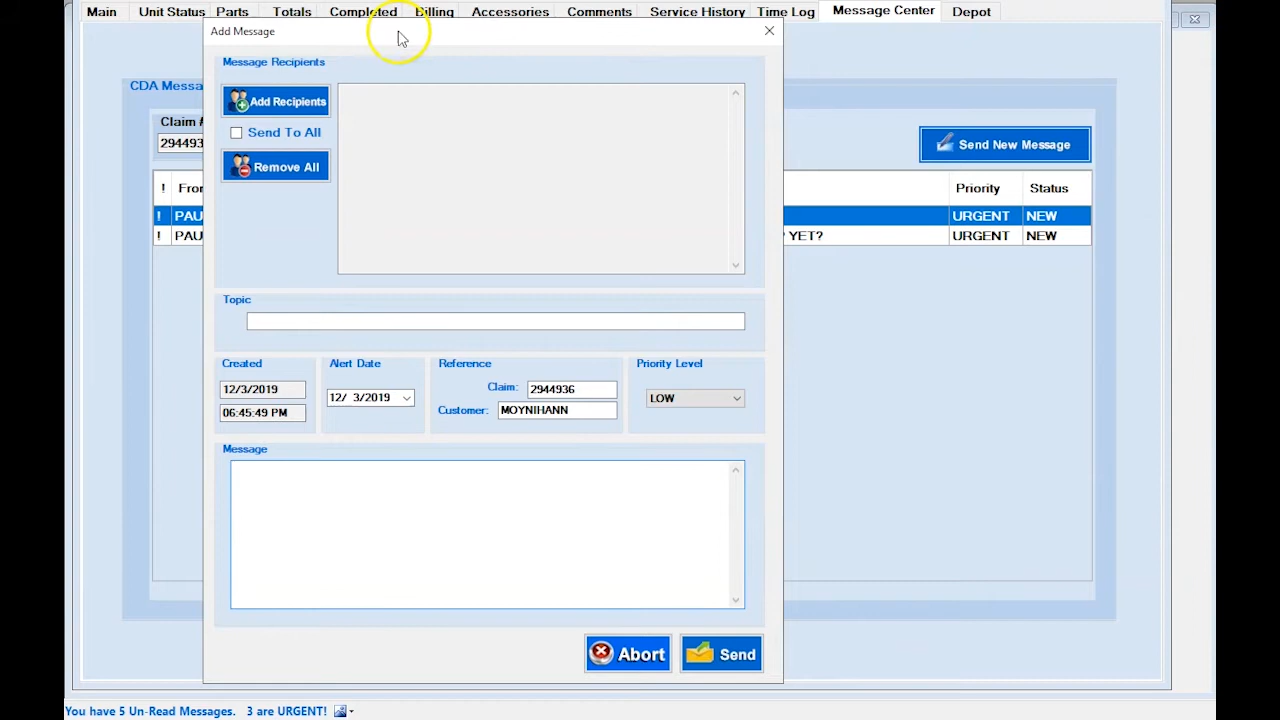 Main Unit Status Parts Totals Completed Billing Accessories Comments Service History Time Log Message Center Depot
Add Message
Message Recipients
CDA Messa
Add Recipients
Send To All
Remove All
Claim #
294493
Send New Message
! Fro Priority Status
! PAU URGENT NEW
! PAU YET? URGENT NEW
Topic
Created Alert Date Reference Priority Level
12/3/2019
06:45:49 PM
12/ 3/2019
Claim: 2944936
Customer: MOYNIHANN
LOW
Message
Abort Send
You have 5 Un-Read Messages. 3 are URGENT!